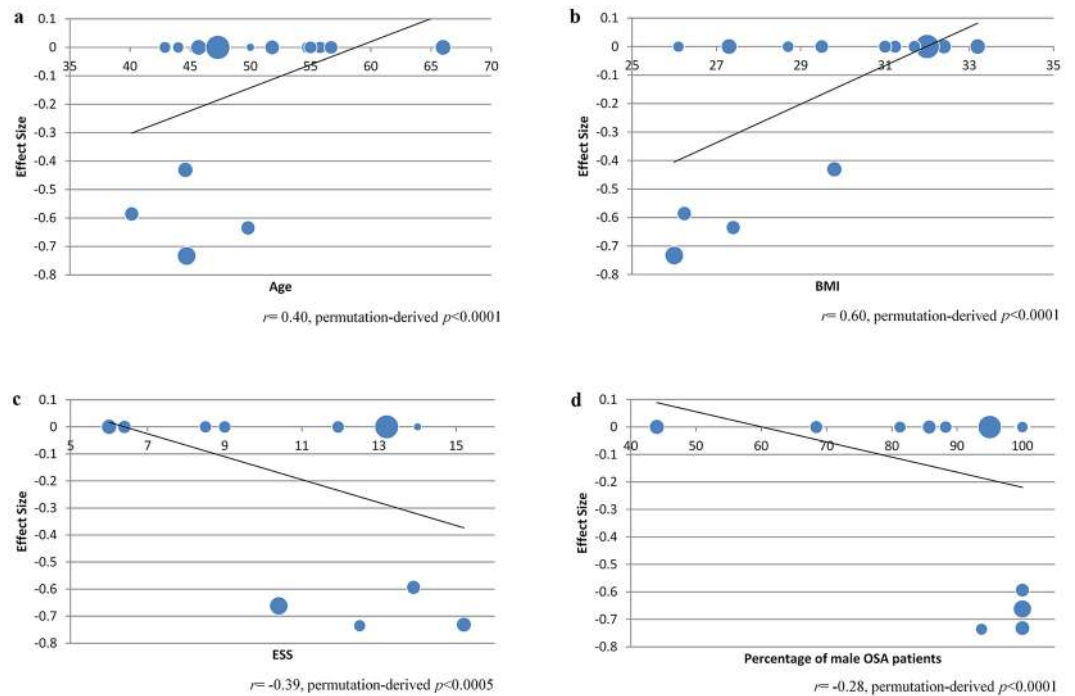 a
0.1
0
-0.1
-0.2
-0.3
-0.4
-0.5
-0.6
-0.7
-0.8
35 40 45 50 55 60 65 70
Effect Size
Age
r= 0.40, permutation-derived p<0.0001
b
0.1
0
-0.1
-0.2
-0.3
-0.4
-0.5
-0.6
-0.7
-0.8
25 27 29 31 33 35
Effect Size
BMI
r= 0.60, permutation-derived p<0.0001
c
0.1
0
-0.1
-0.2
-0.3
-0.4
-0.5
-0.6
-0.7
-0.8
5 7 9 11 13 15
Effect Size
ESS
r= -0.39, permutation-derived p<0.0005
d
0.1
0
-0.1
-0.2
-0.3
-0.4
-0.5
-0.6
-0.7
-0.8
40 50 60 70 80 90 100
Effect Size
Percentage of male OSA patients
r= -0.28, permutation-derived p<0.0001